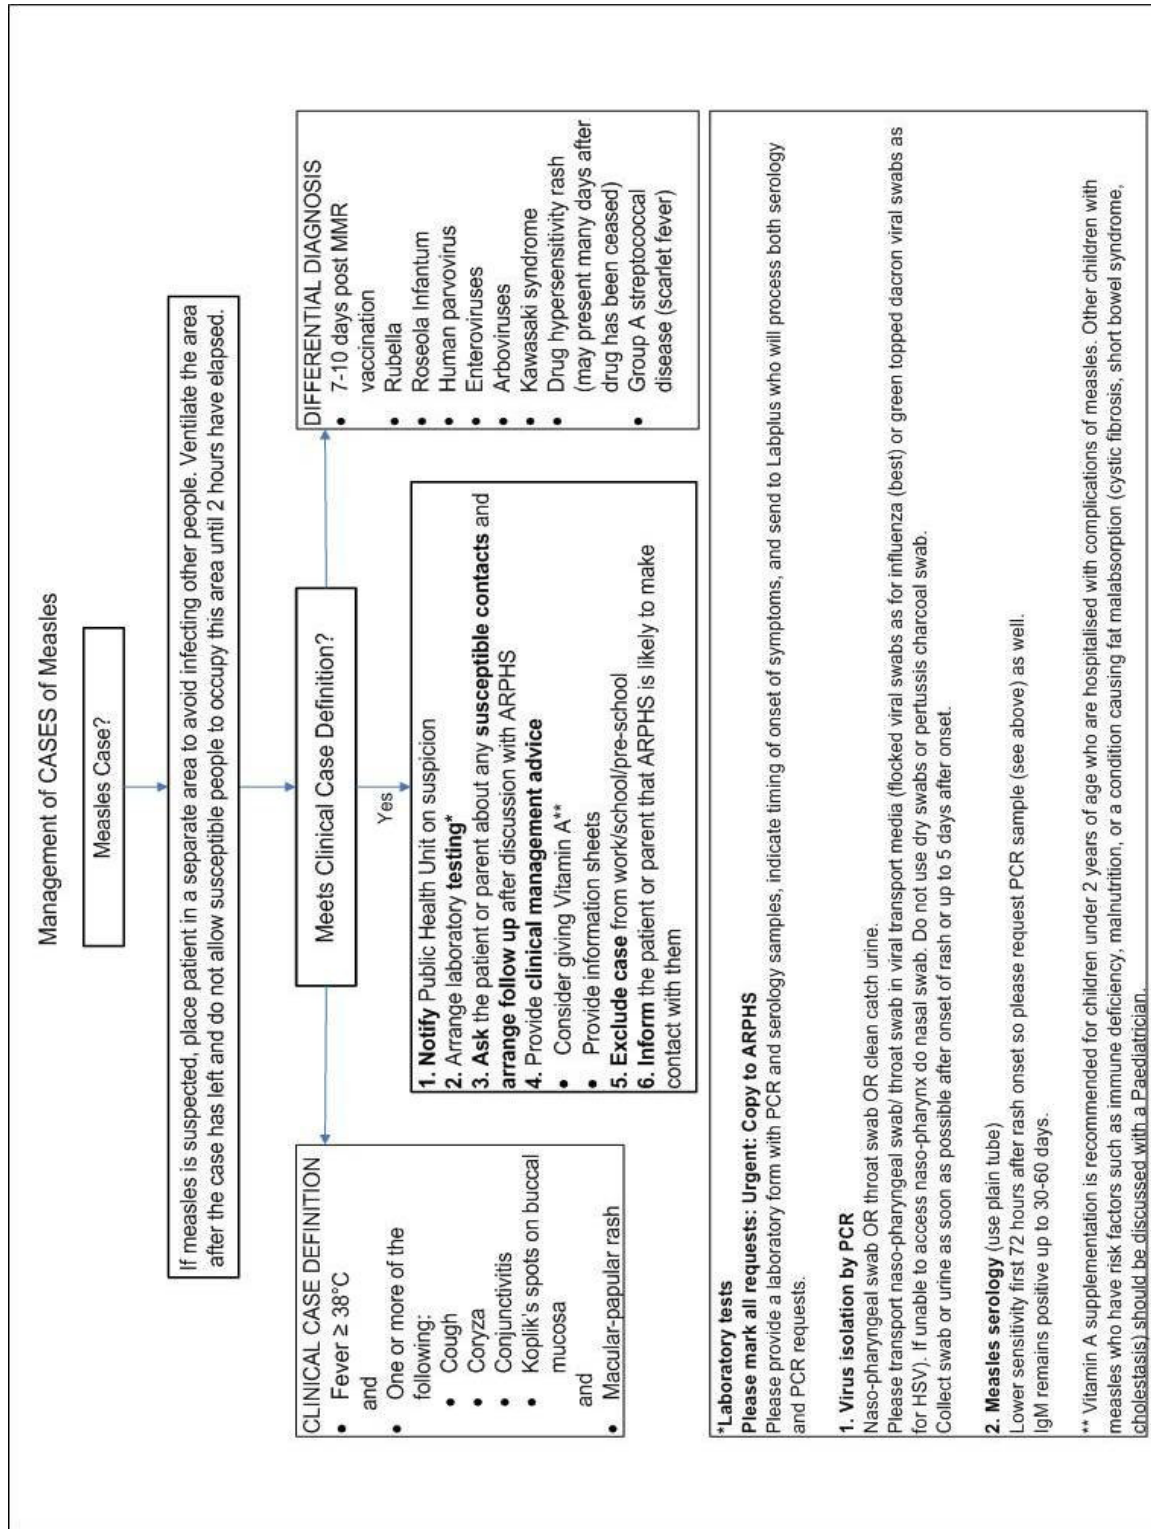 Management of CASES of Measles
Measles Case?
If measles is suspected, place patient in a separate area to avoid infecting other people. Ventilate the area
after the case has left and do not allow susceptible people to occupy this area until 2 hours have elapsed.
CLINICAL CASE DEFINITION
• Fever ≥ 38°C
and
• One or more of the
following:
• Cough
• Coryza
• Conjunctivitis
• Koplik's spots on buccal
mucosa
and
• Macular-papular rash
Meets Clinical Case Definition?
Yes
1. Notify Public Health Unit on suspicion
2. Arrange laboratory testing*
3. Ask the patient or parent about any susceptible contacts and
arrange follow up after discussion with ARPHS
4. Provide clinical management advice
• Consider giving Vitamin A**
• Provide information sheets
5. Exclude case from work/school/pre-school
6. Inform the patient or parent that ARPHS is likely to make
contact with them
DIFFERENTIAL DIAGNOSIS
• 7-10 days post MMR
vaccination
• Rubella
• Roseola Infantum
• Human parvovirus
• Enteroviruses
• Arboviruses
• Kawasaki syndrome
• Drug hypersensitivity rash
(may present many days after
drug has been ceased)
• Group A streptococcal
disease (scarlet fever)
*Laboratory tests
Please mark all requests: Urgent: Copy to ARPHS
Please provide a laboratory form with PCR and serology samples, indicate timing of onset of symptoms, and send to Labplus who will process both serology
and PCR requests.
1. Virus isolation by PCR
Naso-pharyngeal swab OR throat swab OR clean catch urine.
Please transport naso-pharyngeal swab/ throat swab in viral transport media (flocked viral swabs as for influenza (best) or green topped dacron viral swabs as
for HSV). If unable to access naso-pharynx do nasal swab. Do not use dry swabs or pertussis charcoal swab.
Collect swab or urine as soon as possible after onset of rash or up to 5 days after onset.
2. Measles serology (use plain tube)
Lower sensitivity first 72 hours after rash onset so please request PCR sample (see above) as well.
IgM remains positive up to 30-60 days.
** Vitamin A supplementation is recommended for children under 2 years of age who are hospitalised with complications of measles. Other children with
measles who have risk factors such as immune deficiency, malnutrition, or a condition causing fat malabsorption (cystic fibrosis, short bowel syndrome,
cholestasis) should be discussed with a Paediatrician.